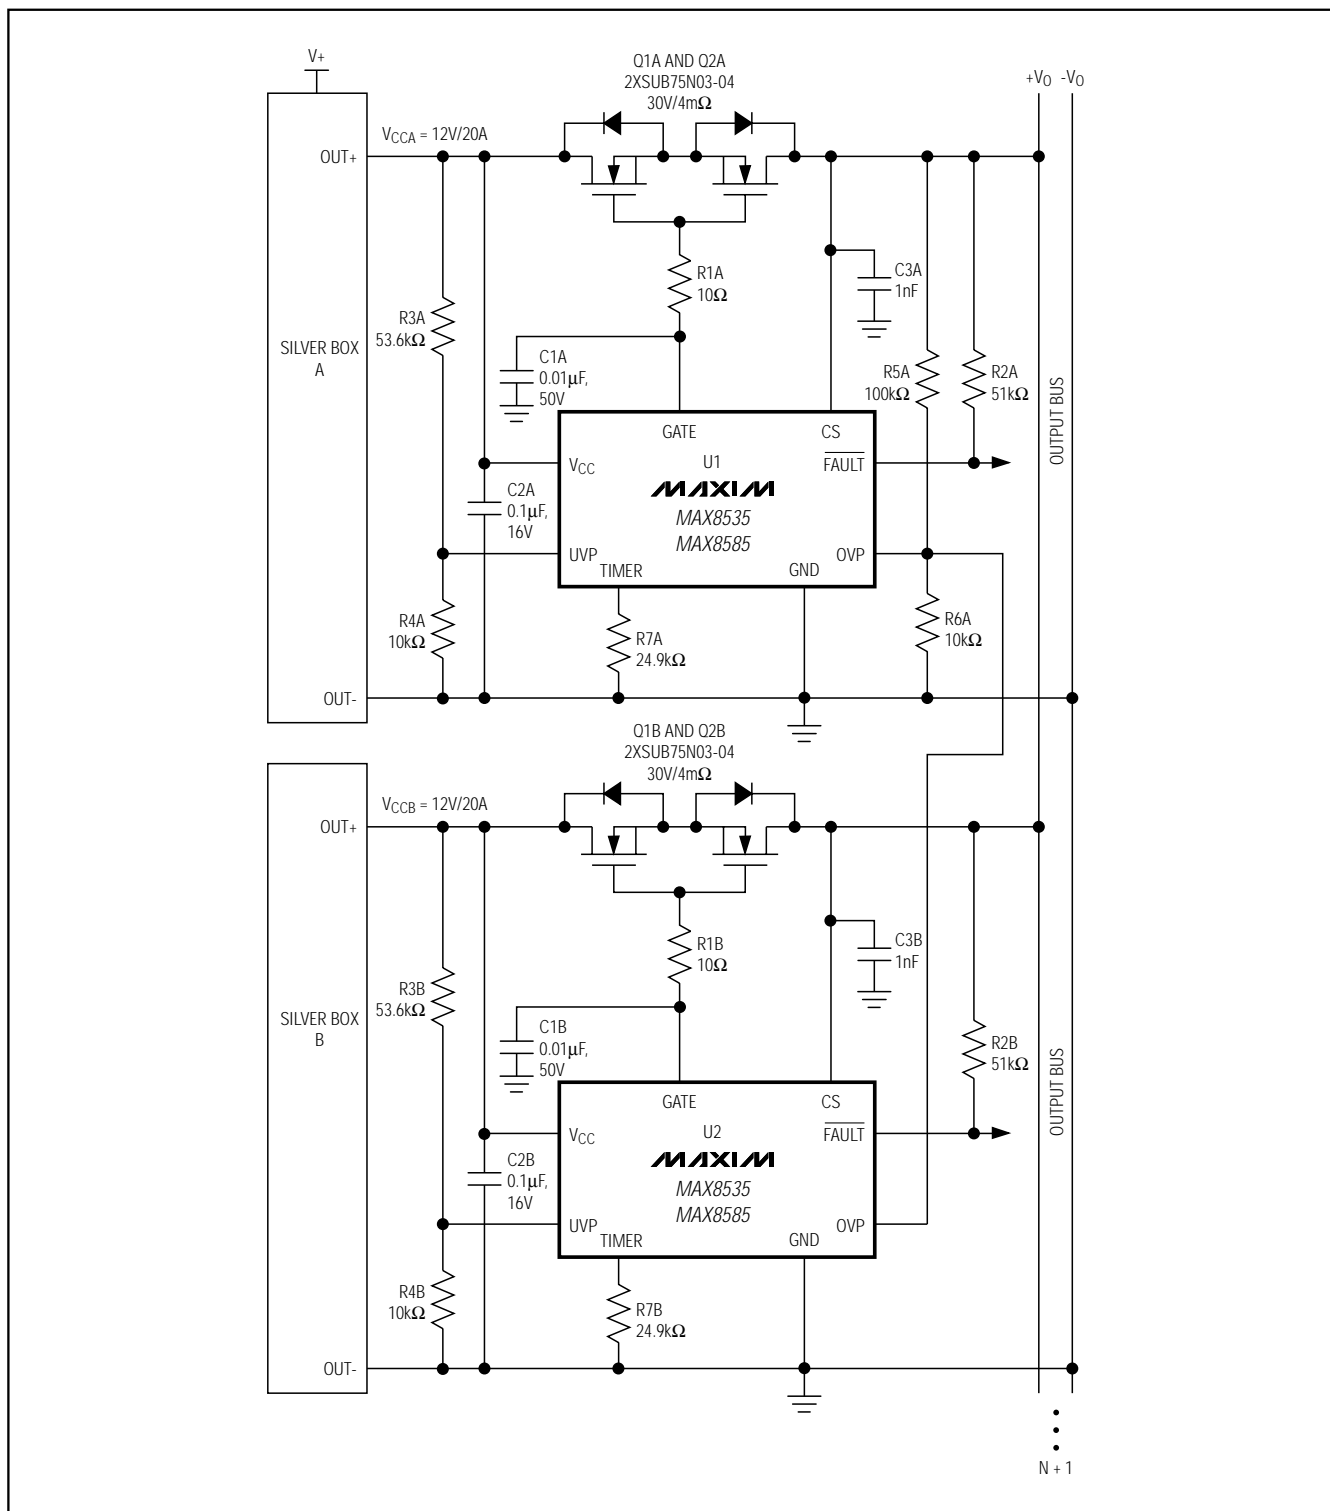 V+
Q1A AND Q2A
2XSUB75N03-04
30V/4mΩ
+VO -VO
VCCA = 12V/20A
OUT+
R1A
10Ω
C3A
1nF
R3A
53.6kΩ
SILVER BOX
A
C1A
0.01μF,
50V
R5A
100kΩ
R2A
51kΩ
OUTPUT BUS
GATE
CS
VCC
U1
FAULT
MAXIM
C2A
0.1μF,
16V
MAX8535
MAX8585
UVP
OVP
TIMER
GND
R4A
10kΩ
R7A
24.9kΩ
R6A
10kΩ
OUT-
Q1B AND Q2B
2XSUB75N03-04
30V/4mΩ
VCCB = 12V/20A
OUT+
R1B
10Ω
C3B
1nF
R3B
53.6kΩ
SILVER BOX
B
C1B
0.01μF,
50V
R2B
51kΩ
OUTPUT BUS
GATE
CS
VCC
U2
FAULT
MAXIM
C2B
0.1μF,
16V
MAX8535
MAX8585
UVP
OVP
TIMER
GND
R4B
10kΩ
R7B
24.9kΩ
OUT-
N + 1